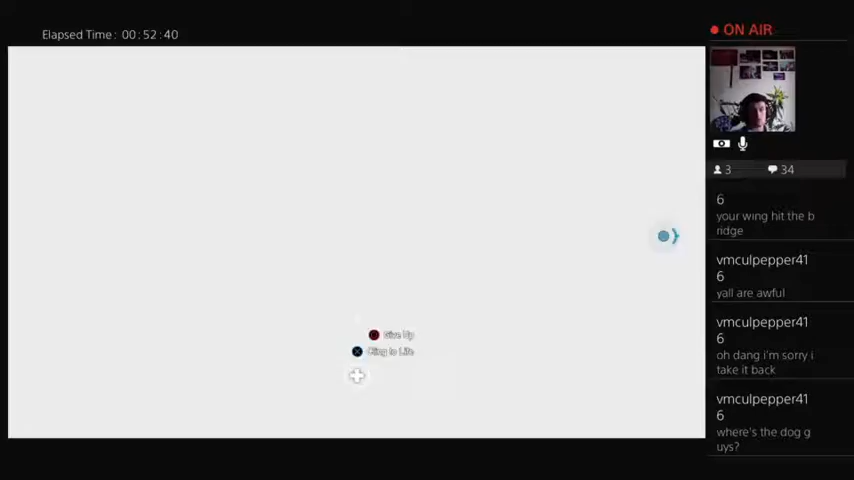 Elapsed Time: 00:52:40
ON AIR
3
34
6
your wing hit the b
ridge
vmculpepper41
6
yall are awful
vmculpepper41
6
oh dang i'm sorry i
take it back
vmculpepper41
6
where's the dog g
uys?
Give Up
Cling to Life